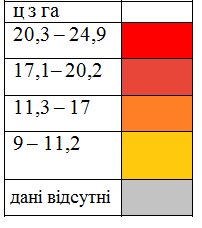 ц з га
20,3 – 24,9
17,1– 20,2
11,3 – 17
9 – 11,2
дані відсутні